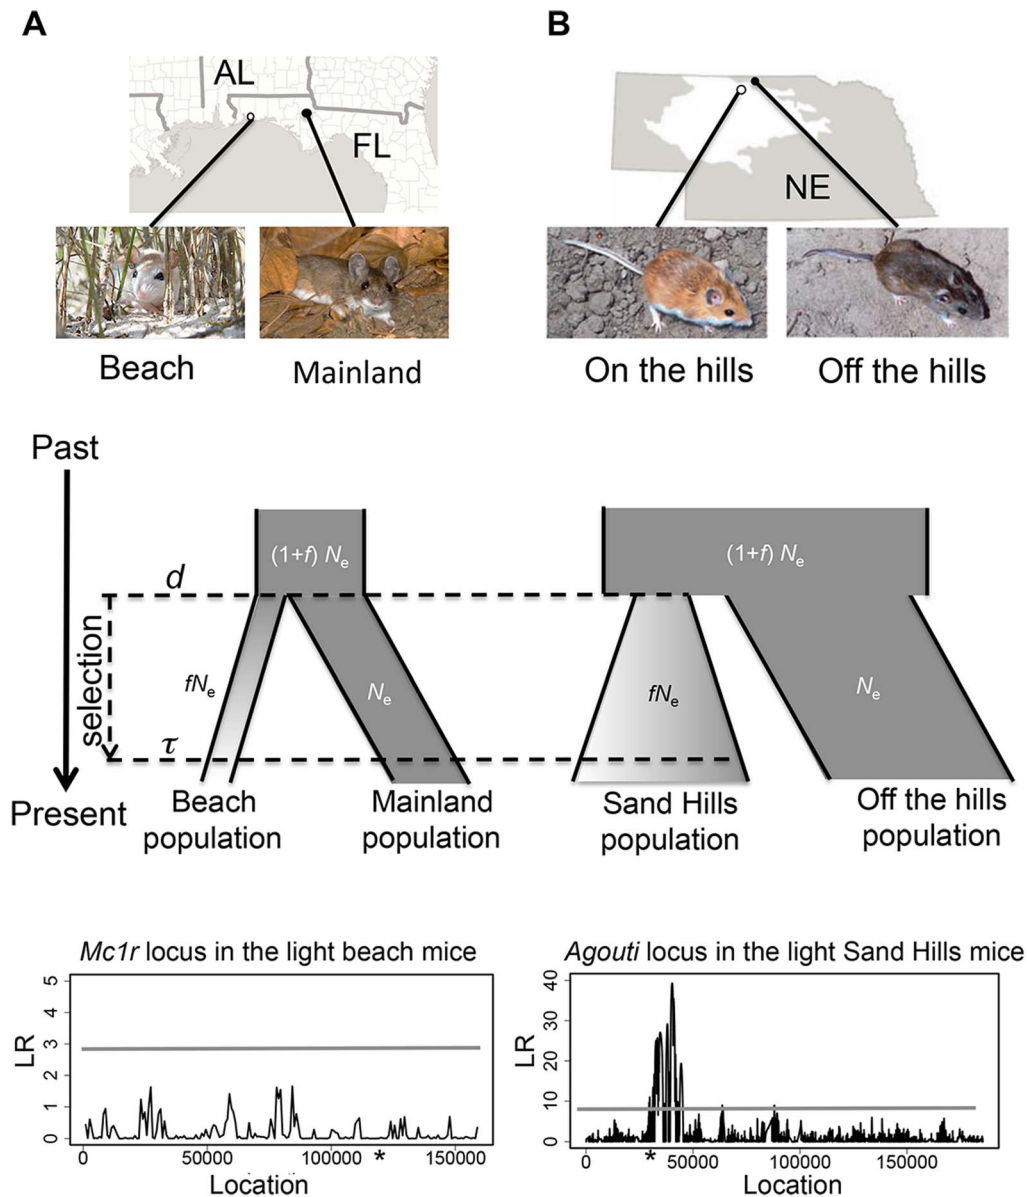 A
B
AL
FL
NE
Beach
Mainland
On the hills
Off the hills
Past
(1+f) Ne
(1+f) Ne
d
selection
fNe
Ne
fNe
Ne
τ
Present
Beach
population
Mainland
population
Sand Hills
population
Off the hills
population
Mc1r locus in the light beach mice
Agouti locus in the light Sand Hills mice
LR
5
4
3
2
1
0
0
50000
100000
*
150000
Location
LR
40
30
20
10
0
0
*
50000
100000
150000
Location